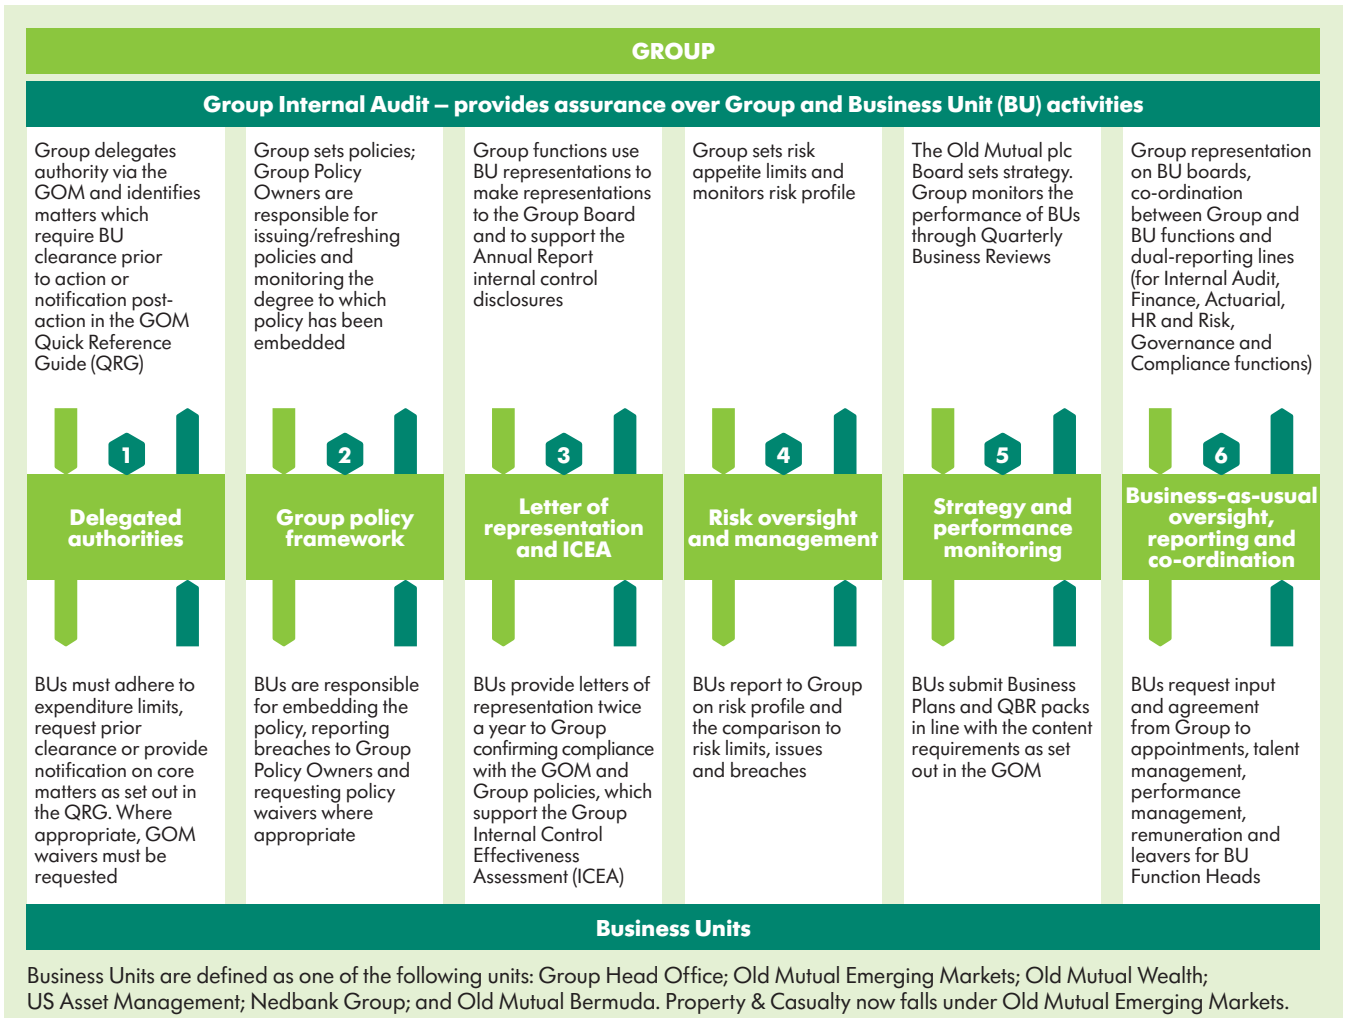 GROUP
Group Internal Audit – provides assurance over Group and Business Unit (BU) activities
Group delegates
authority via the
GOM and identifies
matters which
require BU
clearance prior
to action or
notification post-
action in the GOM
Quick Reference
Guide (QRG)
Group sets policies;
Group Policy
Owners are
responsible for
issuing/refreshing
policies and
monitoring the
degree to which
policy has been
embedded
Group functions use
BU representations to
make representations
to the Group Board
and to support the
Annual Report
internal control
disclosures
Group sets risk
appetite limits and
monitors risk profile
The Old Mutual plc
Board sets strategy.
Group monitors the
performance of BUs
through Quarterly
Business Reviews
Group representation
on BU boards,
co-ordination
between Group and
BU functions and
dual-reporting lines
(for Internal Audit,
Finance, Actuarial,
HR and Risk,
Governance and
Compliance functions)
1
Delegated
authorities
2
Group policy
framework
3
Letter of
representation
and ICEA
4
Risk oversight
and management
5
Strategy and
performance
monitoring
6
Business-as-usual
oversight,
reporting and
co-ordination
BUs must adhere to
expenditure limits,
request prior
clearance or provide
notification on core
matters as set out in
the QRG. Where
appropriate, GOM
waivers must be
requested
BUs are responsible
for embedding the
policy, reporting
breaches to Group
Policy Owners and
requesting policy
waivers where
appropriate
BUs provide letters of
representation twice
a year to Group
confirming compliance
with the GOM and
Group policies, which
support the Group
Internal Control
Effectiveness
Assessment (ICEA)
BUs report to Group
on risk profile and
the comparison to
risk limits, issues
and breaches
BUs submit Business
Plans and QBR packs
in line with the content
requirements as set
out in the GOM
BUs request input
and agreement
from Group to
appointments, talent
management,
performance
management,
remuneration and
leavers for BU
Function Heads
Business Units
Business Units are defined as one of the following units: Group Head Office; Old Mutual Emerging Markets; Old Mutual Wealth;
US Asset Management; Nedbank Group; and Old Mutual Bermuda. Property & Casualty now falls under Old Mutual Emerging Markets.